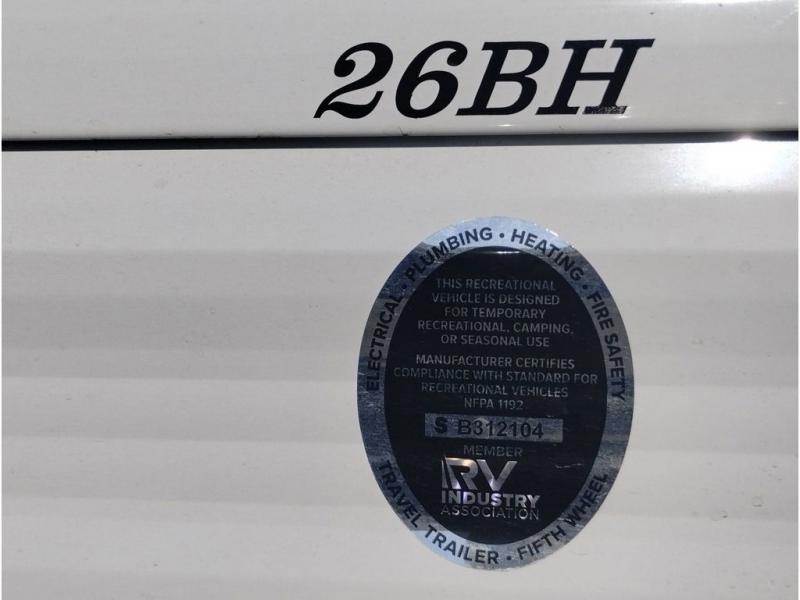 26BH
ELECTRICAL • PLUMBING • HEATING • FIRE SAFETY
THIS RECREATIONAL
VEHICLE IS DESIGNED
FOR TEMPORARY
RECREATIONAL, CAMPING,
OR SEASONAL USE
MANUFACTURER CERTIFIES
COMPLIANCE WITH STANDARD FOR
RECREATIONAL VEHICLES
NFPA 1192
S B312104
MEMBER
RV
INDUSTRY
ASSOCIATION
TRAVEL TRAILER • FIFTH WHEEL